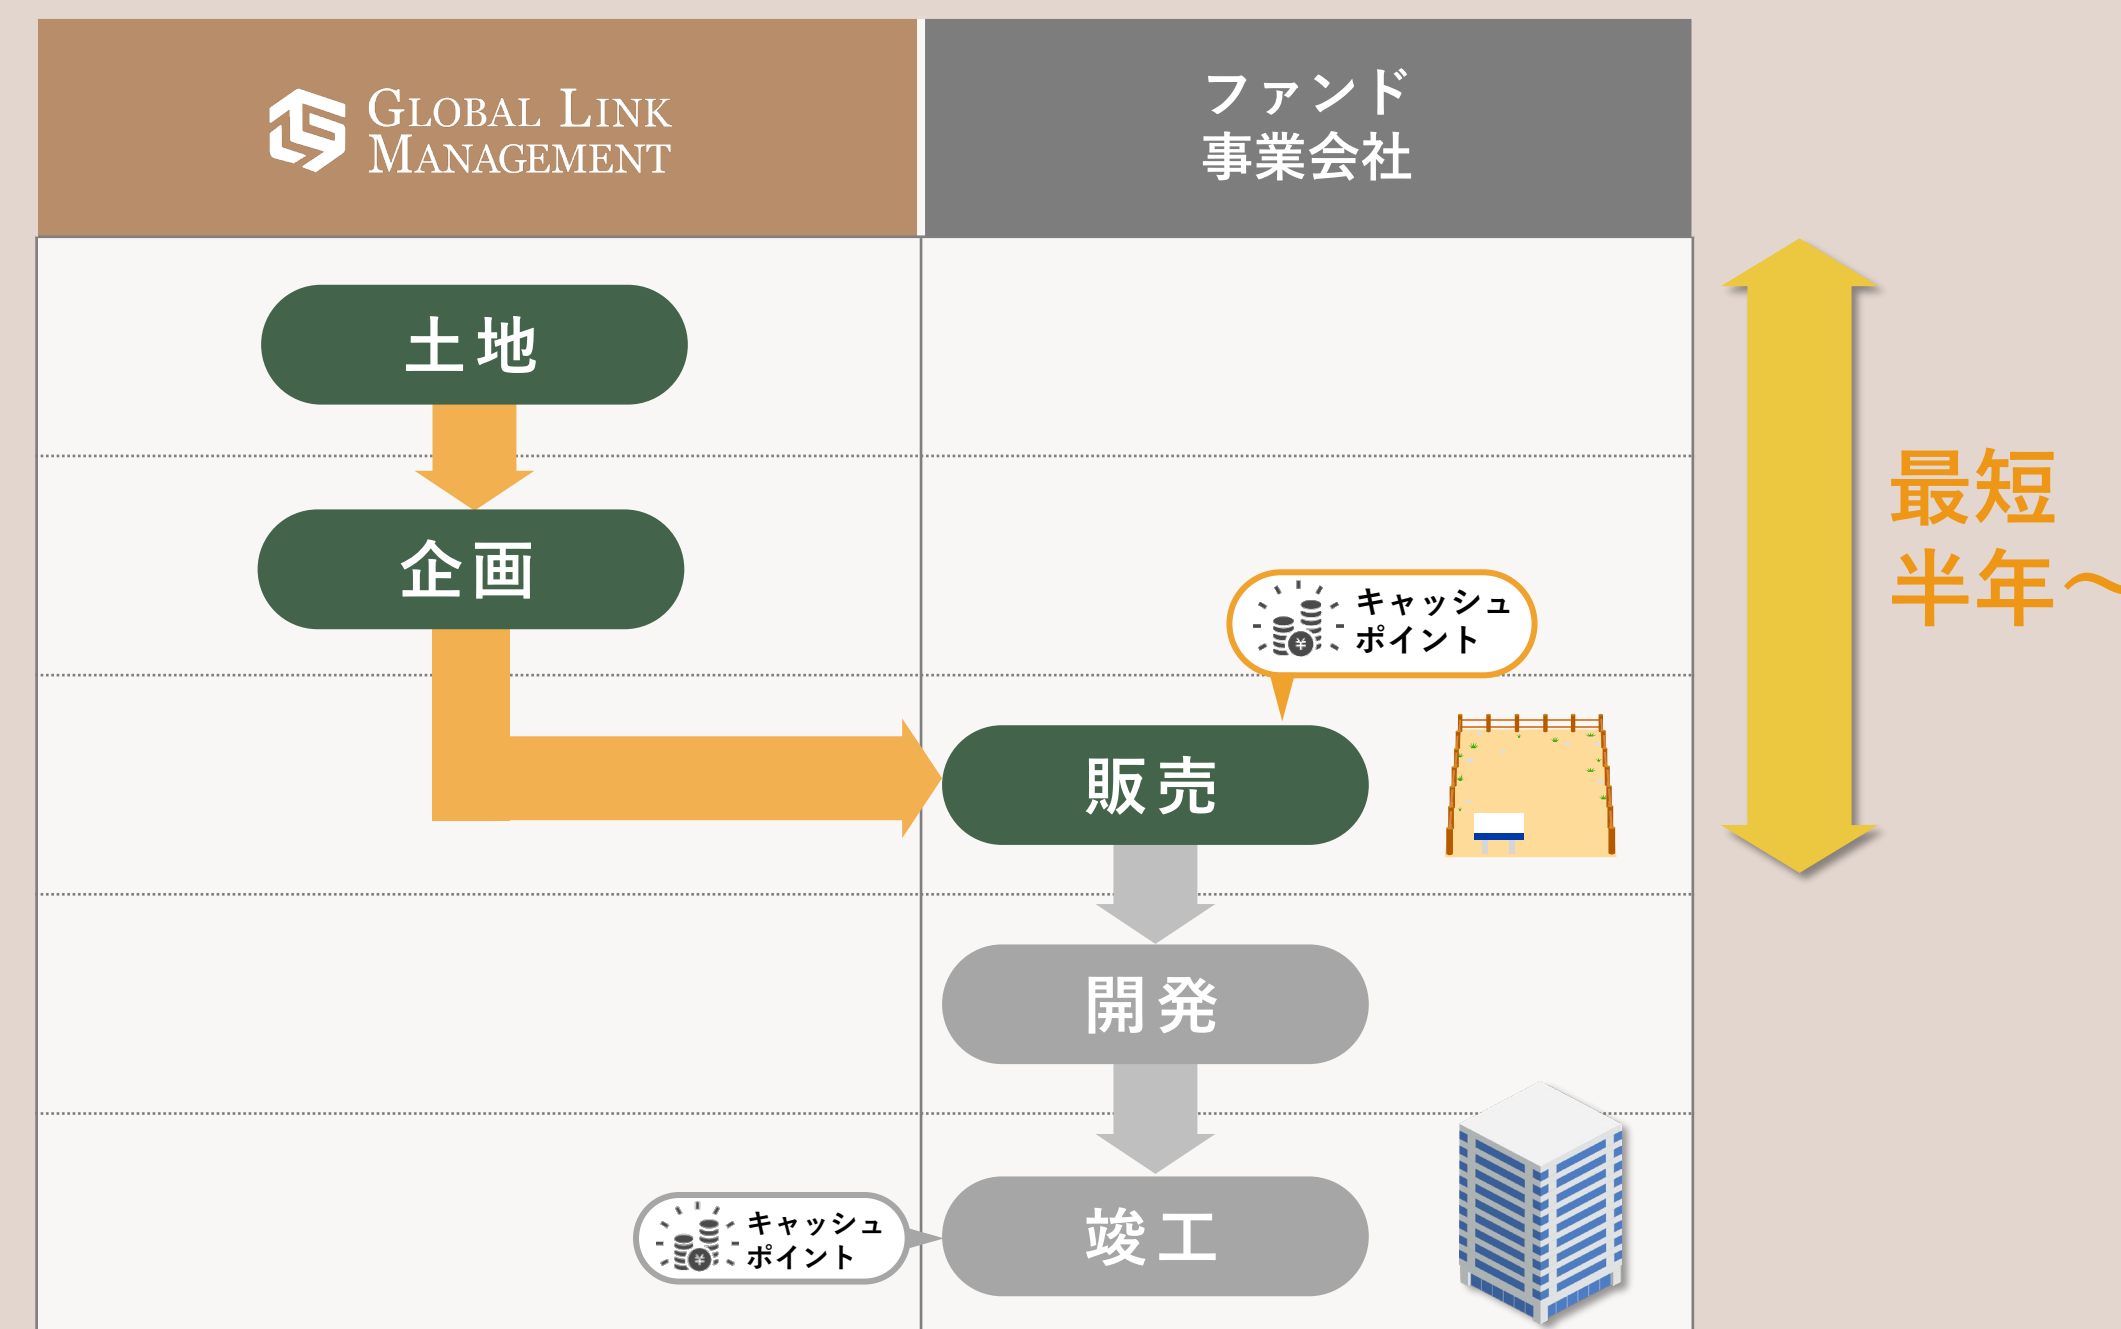 GLOBAL LINK
MANAGEMENT
ファンド
事業会社
土地
企画
キャッシュ
ポイント
最短
半年～
販売
¥
開発
キャッシュ
ポイント
竣工
¥